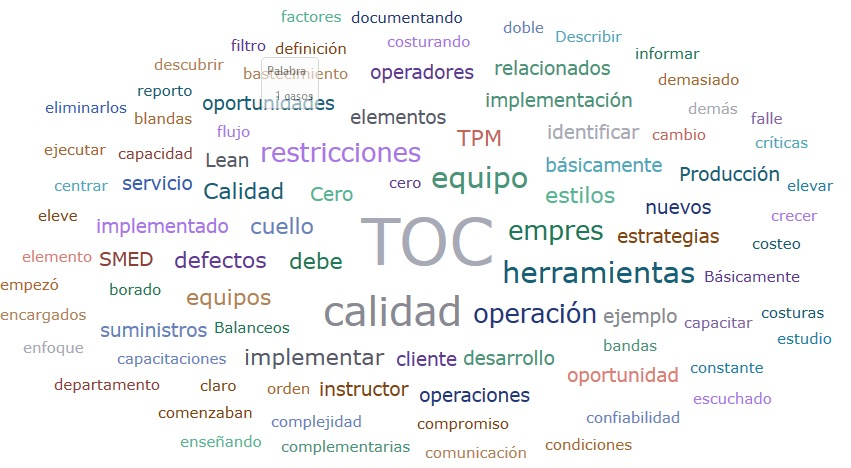 factores documentando
doble
Describir
filtro definición costurando
informar
descubrir bastecimiento operadores relacionados
Palabra
demasiado
reporto
eliminarlos oportunidades implementación
1 casos
blandas elementos demás falle
flujo TPM identificar cambio
críticas
ejecutar capacidad Lean restricciones
básicamente Producción
centrar servicio Calidad Cero cero equipo estilos elevar
nuevos
eleve crecer
implementado cuello TOC empres estrategias costeo
elemento SMED defectos debe
herramientas Básicamente
empezó borado equipos
encargados calidad operación ejemplo capacitar costuras
suministros Balanceos
estudio
enfoque bandas
capacitaciones implementar cliente desarrollo constante
departamento claro orden instructor operaciones oportunidad
escuchado
comenzaban complejidad compromiso confiabilidad
enseñando complementarias comunicación condiciones